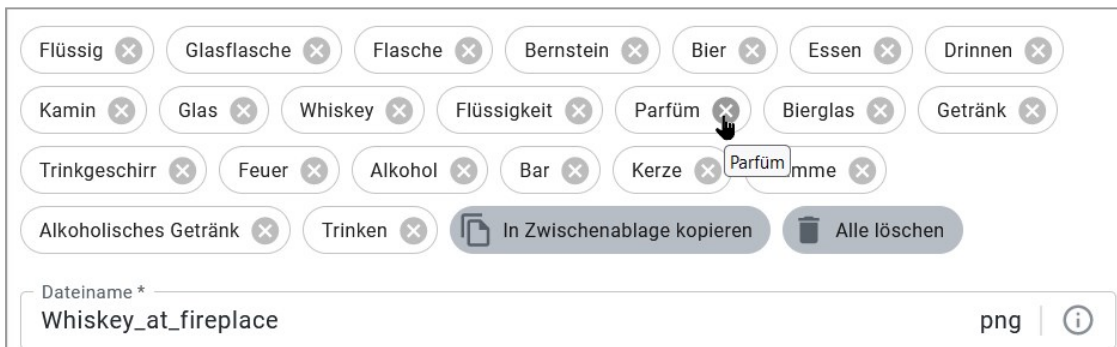 Flüssig Glasflasche Flasche Bernstein Bier Essen Drinnen
Kamin Glas Whiskey Flüssigkeit Parfüm Bierglas Getränk
Trinkgeschirr Feuer Alkohol Bar Kerze Parfüm mme
Alkoholisches Getränk Trinken In Zwischenablage kopieren Alle löschen
Dateiname *
Whiskey_at_fireplace png